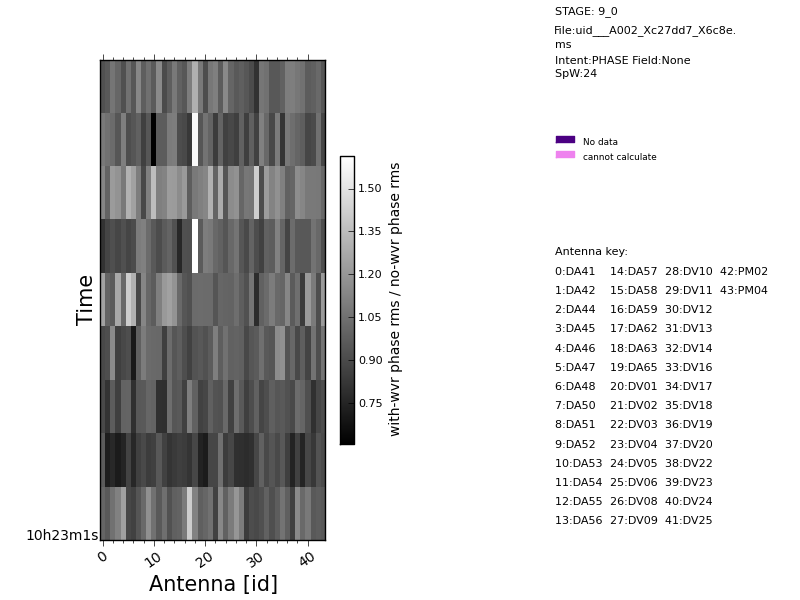 STAGE: 9_0
File:uid___A002_Xc27dd7_X6c8e.
ms
Intent:PHASE Field:None
SpW:24
No data
cannot calculate
1.50
1.35
1.20
1.05
0.90
0.75
with-wvr phase rms / no-wvr phase rms
Time
10h23m1s
0 10 20 30 40
Antenna [id]
Antenna key:
0:DA41 14:DA57 28:DV10 42:PM02
1:DA42 15:DA58 29:DV11 43:PM04
2:DA44 16:DA59 30:DV12
3:DA45 17:DA62 31:DV13
4:DA46 18:DA63 32:DV14
5:DA47 19:DA65 33:DV16
6:DA48 20:DV01 34:DV17
7:DA50 21:DV02 35:DV18
8:DA51 22:DV03 36:DV19
9:DA52 23:DV04 37:DV20
10:DA53 24:DV05 38:DV22
11:DA54 25:DV06 39:DV23
12:DA55 26:DV08 40:DV24
13:DA56 27:DV09 41:DV25